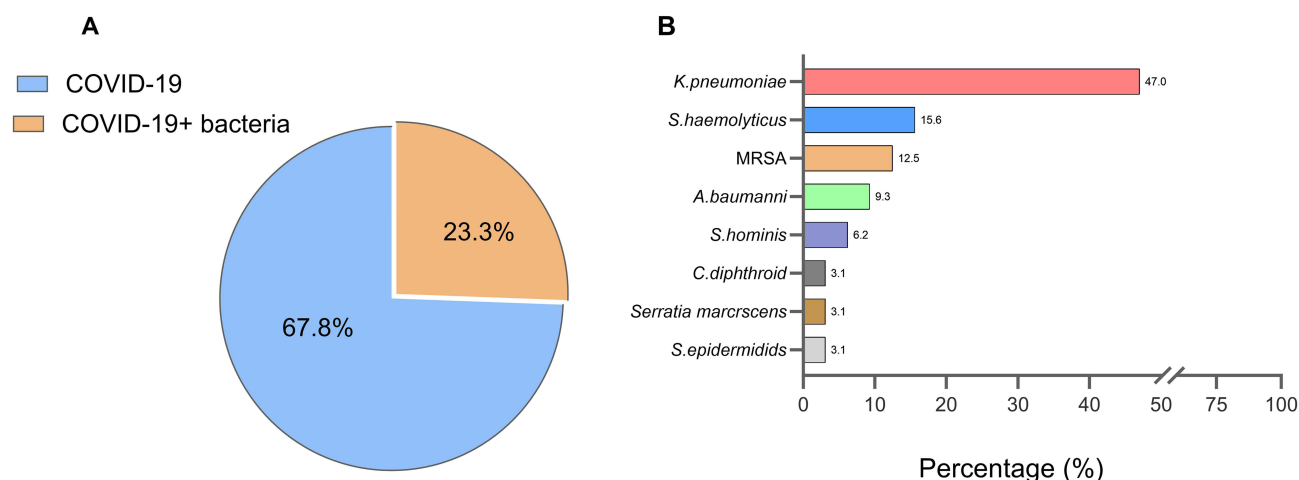 A
COVID-19
COVID-19+ bacteria
23.3%
67.8%
B
K.pneumoniae 47.0
S.haemolyticus 15.6
MRSA 12.5
A.baumanni 9.3
S.hominis 6.2
C.diphthroid 3.1
Serratia marcrscens 3.1
S.epidermidids 3.1
0 10 20 30 40 50 75 100
Percentage (%)